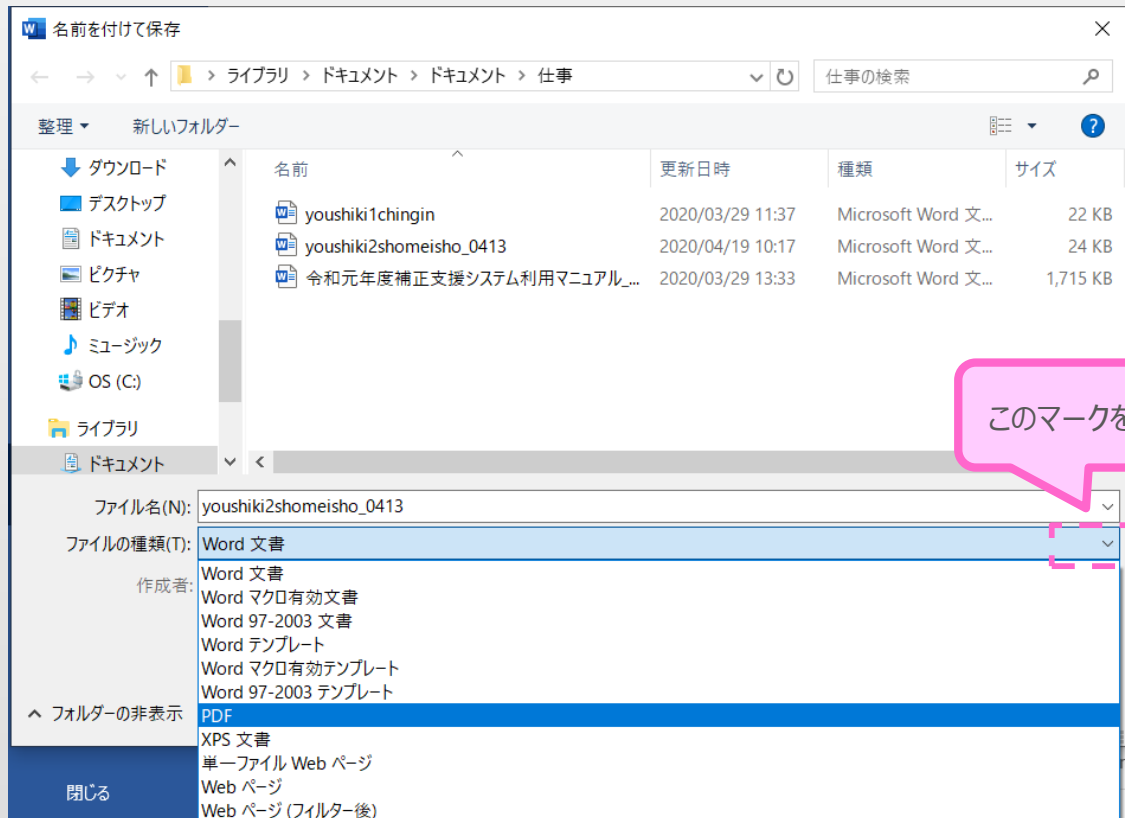 名前を付けて保存
ライブラリ > ドキュメント > ドキュメント > 仕事
仕事の検索
整理
新しいフォルダー
ダウンロード
デスクトップ
ドキュメント
ピクチャ
ビデオ
ミュージック
OS (C:)
ライブラリ
ドキュメント
名前 更新日時 種類 サイズ
youshiki1chingin 2020/03/29 11:37 Microsoft Word 文... 22 KB
youshiki2shomeisho_0413 2020/04/19 10:17 Microsoft Word 文... 24 KB
令和元年度補正支援システム利用マニュアル_... 2020/03/29 13:33 Microsoft Word 文... 1,715 KB
このマークを
ファイル名(N): youshiki2shomeisho_0413
ファイルの種類(T): Word 文書
作成者:
Word 文書
Word マクロ有効文書
Word 97-2003 文書
Word テンプレート
Word マクロ有効テンプレート
Word 97-2003 テンプレート
フォルダーの非表示
PDF
XPS 文書
単一ファイル Web ページ
Web ページ
Web ページ (フィルター後)
閉じる